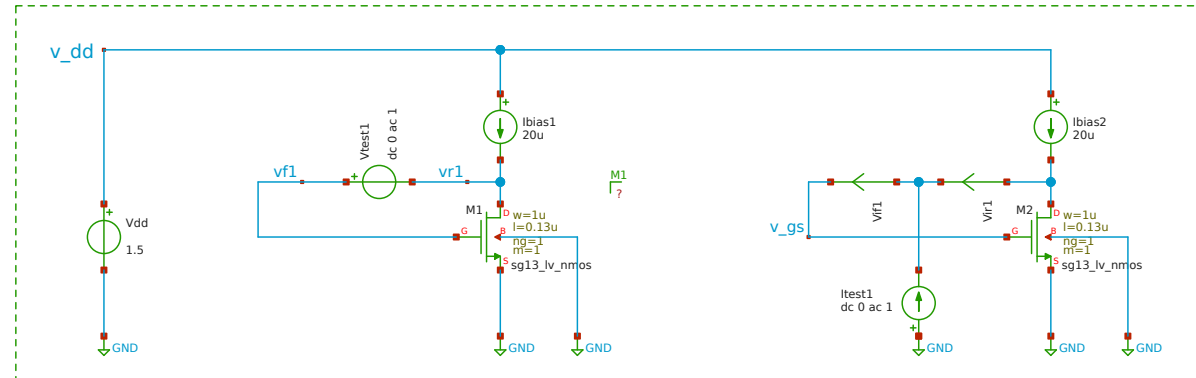 v_dd
Vdd
1.5
vf1
Vtest1
dc 0 ac 1
vr1
Ibias1
20u
M1
G
D
B
S
w=1u
l=0.13u
ng=1
m=1
sg13_lv_nmos
GND
GND
GND
M1
?
v_gs
Vif1
Vir1
Ibias2
20u
M2
G
D
B
S
w=1u
l=0.13u
ng=1
m=1
sg13_lv_nmos
Itest1
dc 0 ac 1
GND
GND
GND